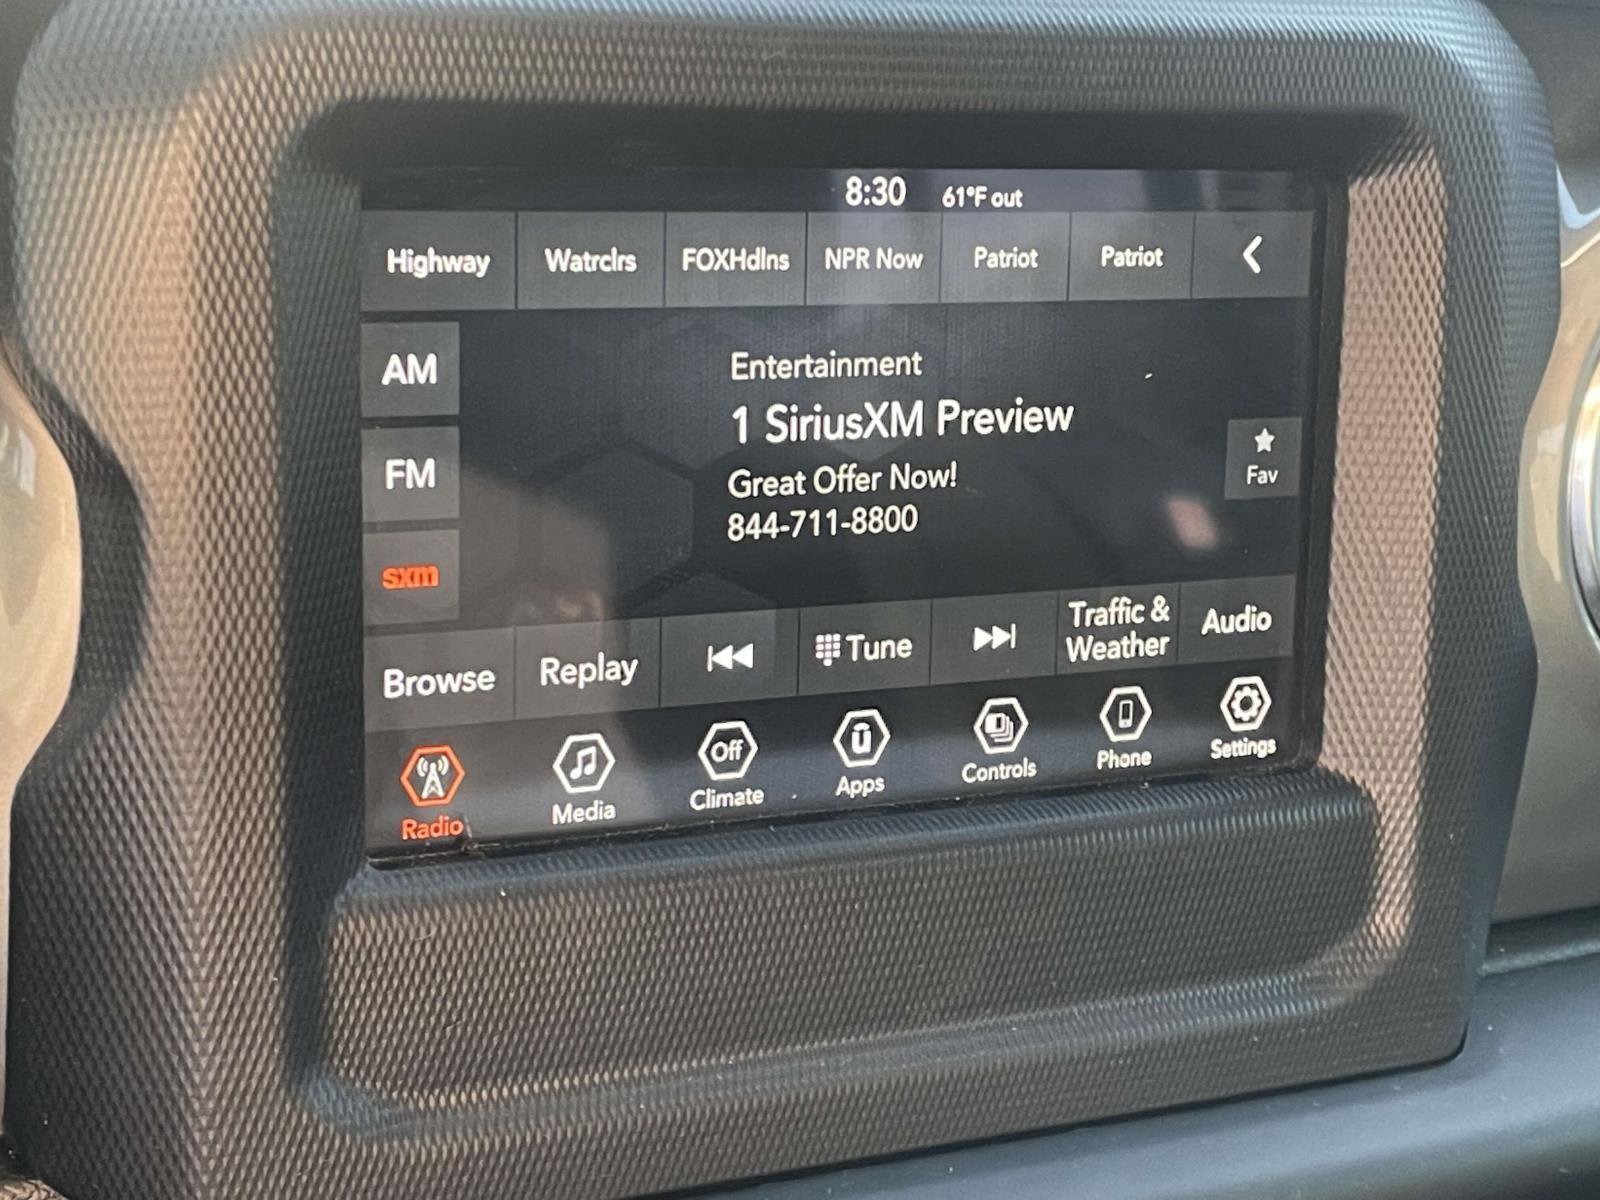 8:30 61°F out
Highway Watrclrs FOXHdlns NPR Now Patriot Patriot
AM
Entertainment
1 SiriusXM Preview
Great Offer Now!
844-711-8800
Fav
FM
sxm
Browse Replay Tune Traffic & Weather Audio
Radio Media Off Climate Apps Controls Phone Settings